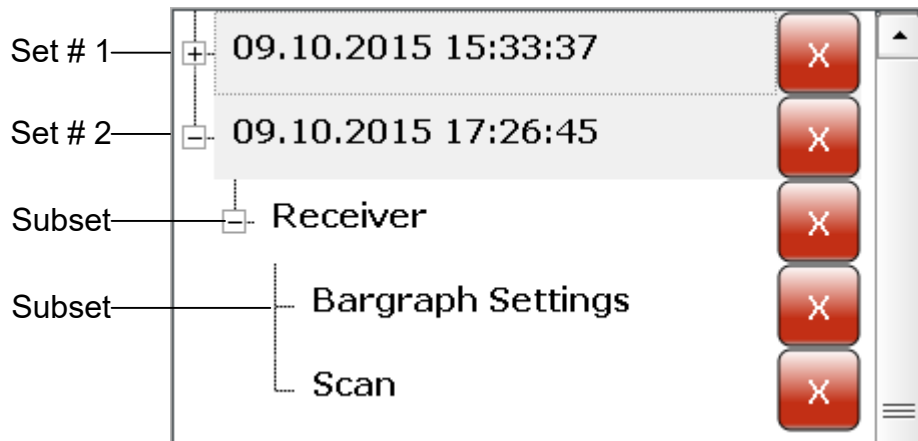 Set # 1 09.10.2015 15:33:37 X
Set # 2 09.10.2015 17:26:45 X
Subset Receiver X
Subset Bargraph Settings X
Scan X